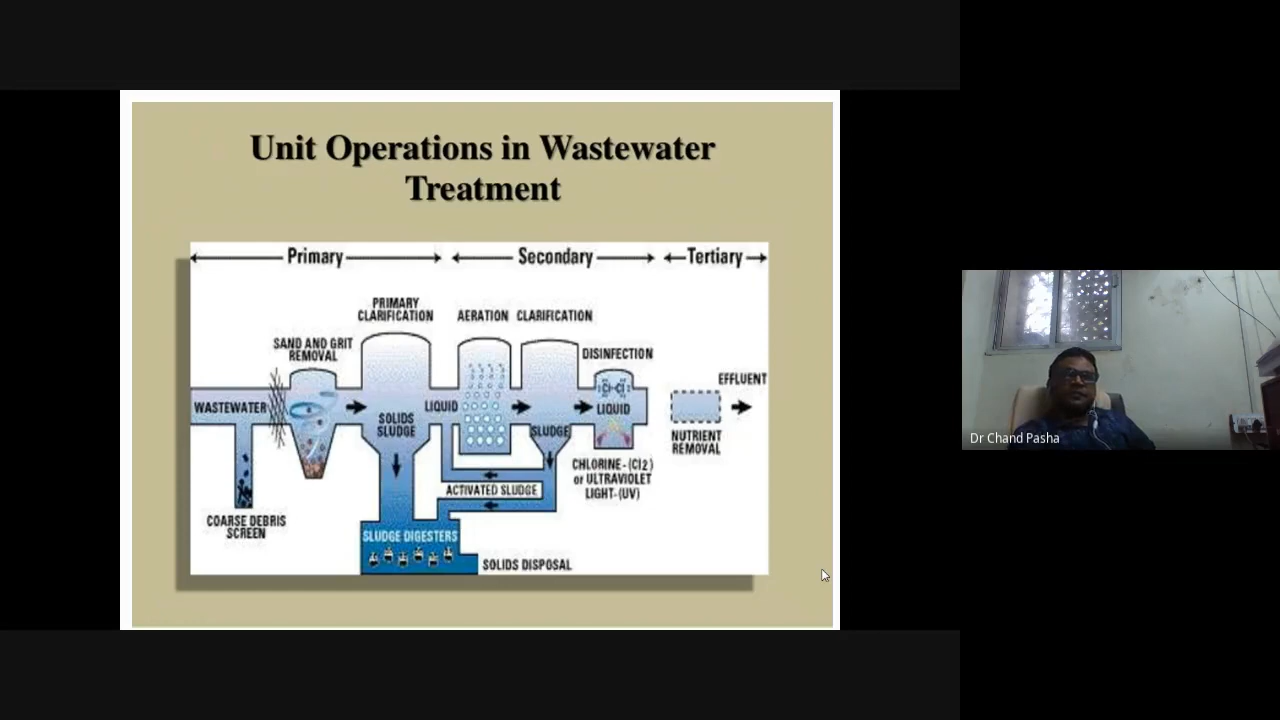 Unit Operations in Wastewater
Treatment
Primary
Secondary
Tertiary
PRIMARY
CLARIFICATION
AERATION
CLARIFICATION
SAND AND GRIT
REMOVAL
DISINFECTION
EFFLUENT
WASTEWATER
SOLIDS
SLUDGE
LIQUID
SLUDGE
Cl Cl
LIQUID
NUTRIENT
REMOVAL
CHLORINE-(Cl2)
or ULTRAVIOLET
LIGHT-(UV)
ACTIVATED SLUDGE
COARSE DEBRIS
SCREEN
SLUDGE DIGESTERS
SOLIDS DISPOSAL
Dr Chand Pasha